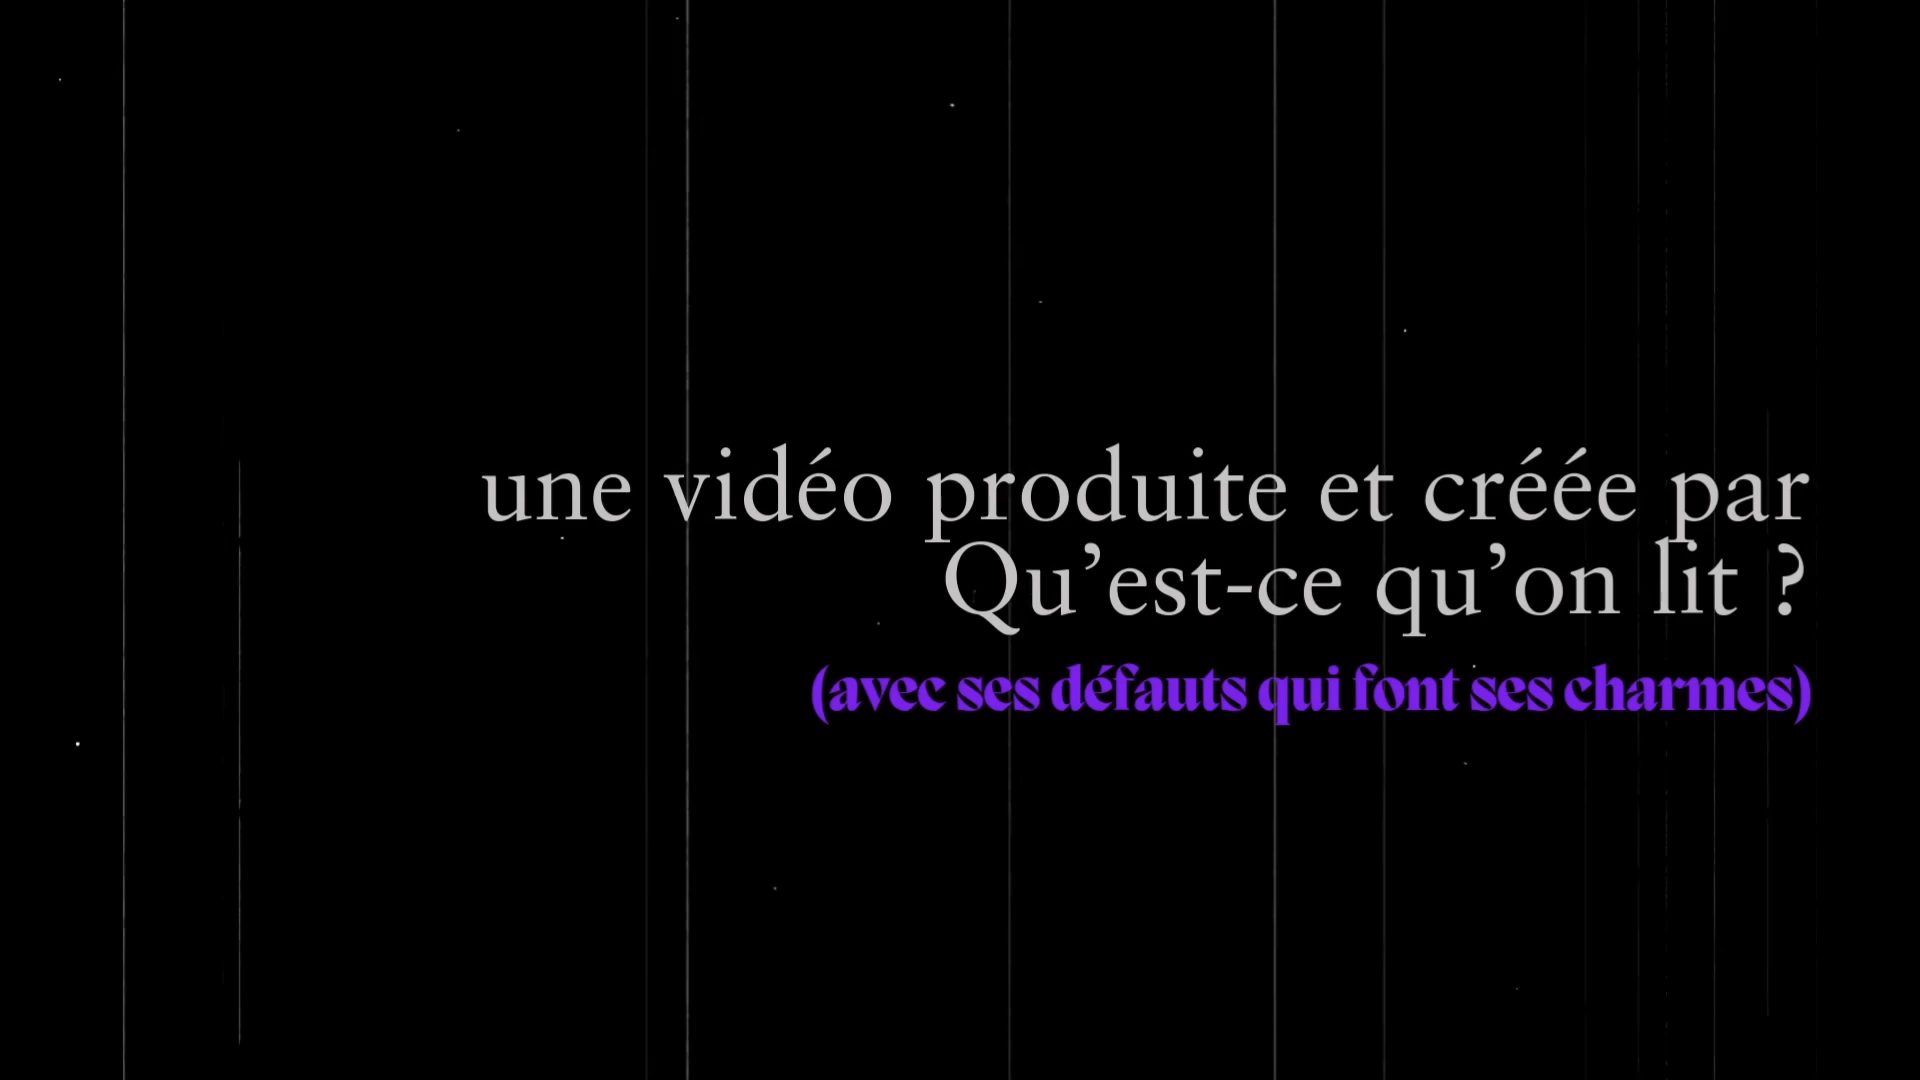 une vidéo produite et créée par
Qu’est-ce qu’on lit ?
(avec ses défauts qui font ses charmes)